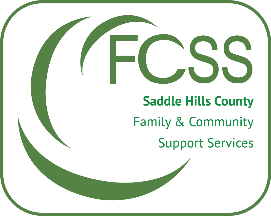 FCSS
Saddle Hills County
Family & Community
Support Services